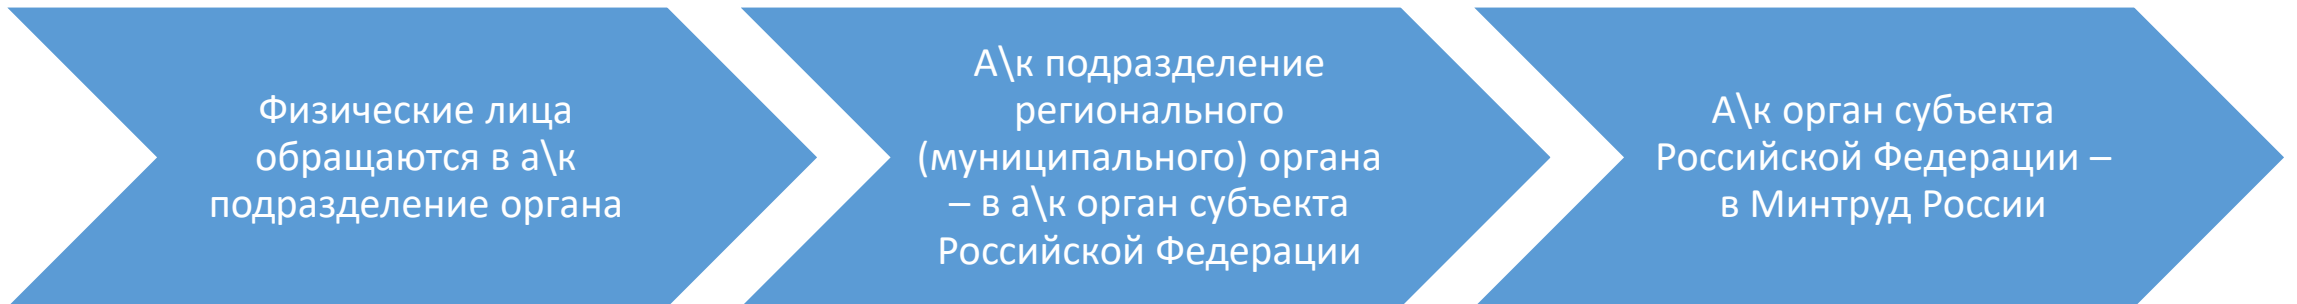 Физические лица
обращаются в а\к
подразделение органа
А\к подразделение
регионального
(муниципального) органа
– в а\к орган субъекта
Российской Федерации
А\к орган субъекта
Российской Федерации –
в Минтруд России